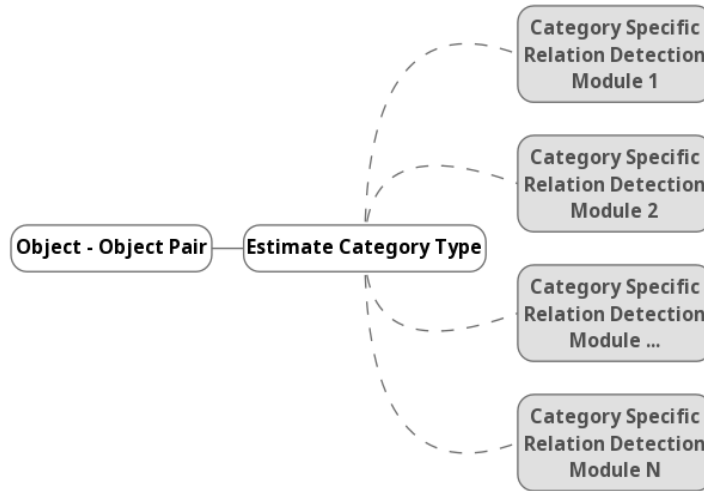 Category Specific
Relation Detection
Module 1
Category Specific
Relation Detection
Module 2
Object - Object Pair
Estimate Category Type
Category Specific
Relation Detection
Module ...
Category Specific
Relation Detection
Module N